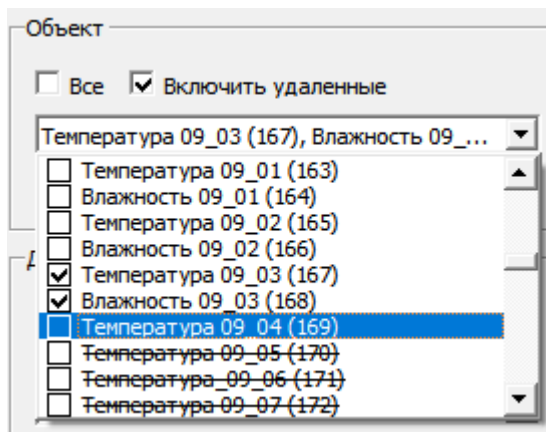 Объект
Все
Включить удаленные
Температура 09_03 (167), Влажность 09_...
Температура 09_01 (163)
Влажность 09_01 (164)
Температура 09_02 (165)
Влажность 09_02 (166)
Температура 09_03 (167)
Влажность 09_03 (168)
Температура 09_04 (169)
Температура 09_05 (170)
Температура_09_06 (171)
Температура 09_07 (172)